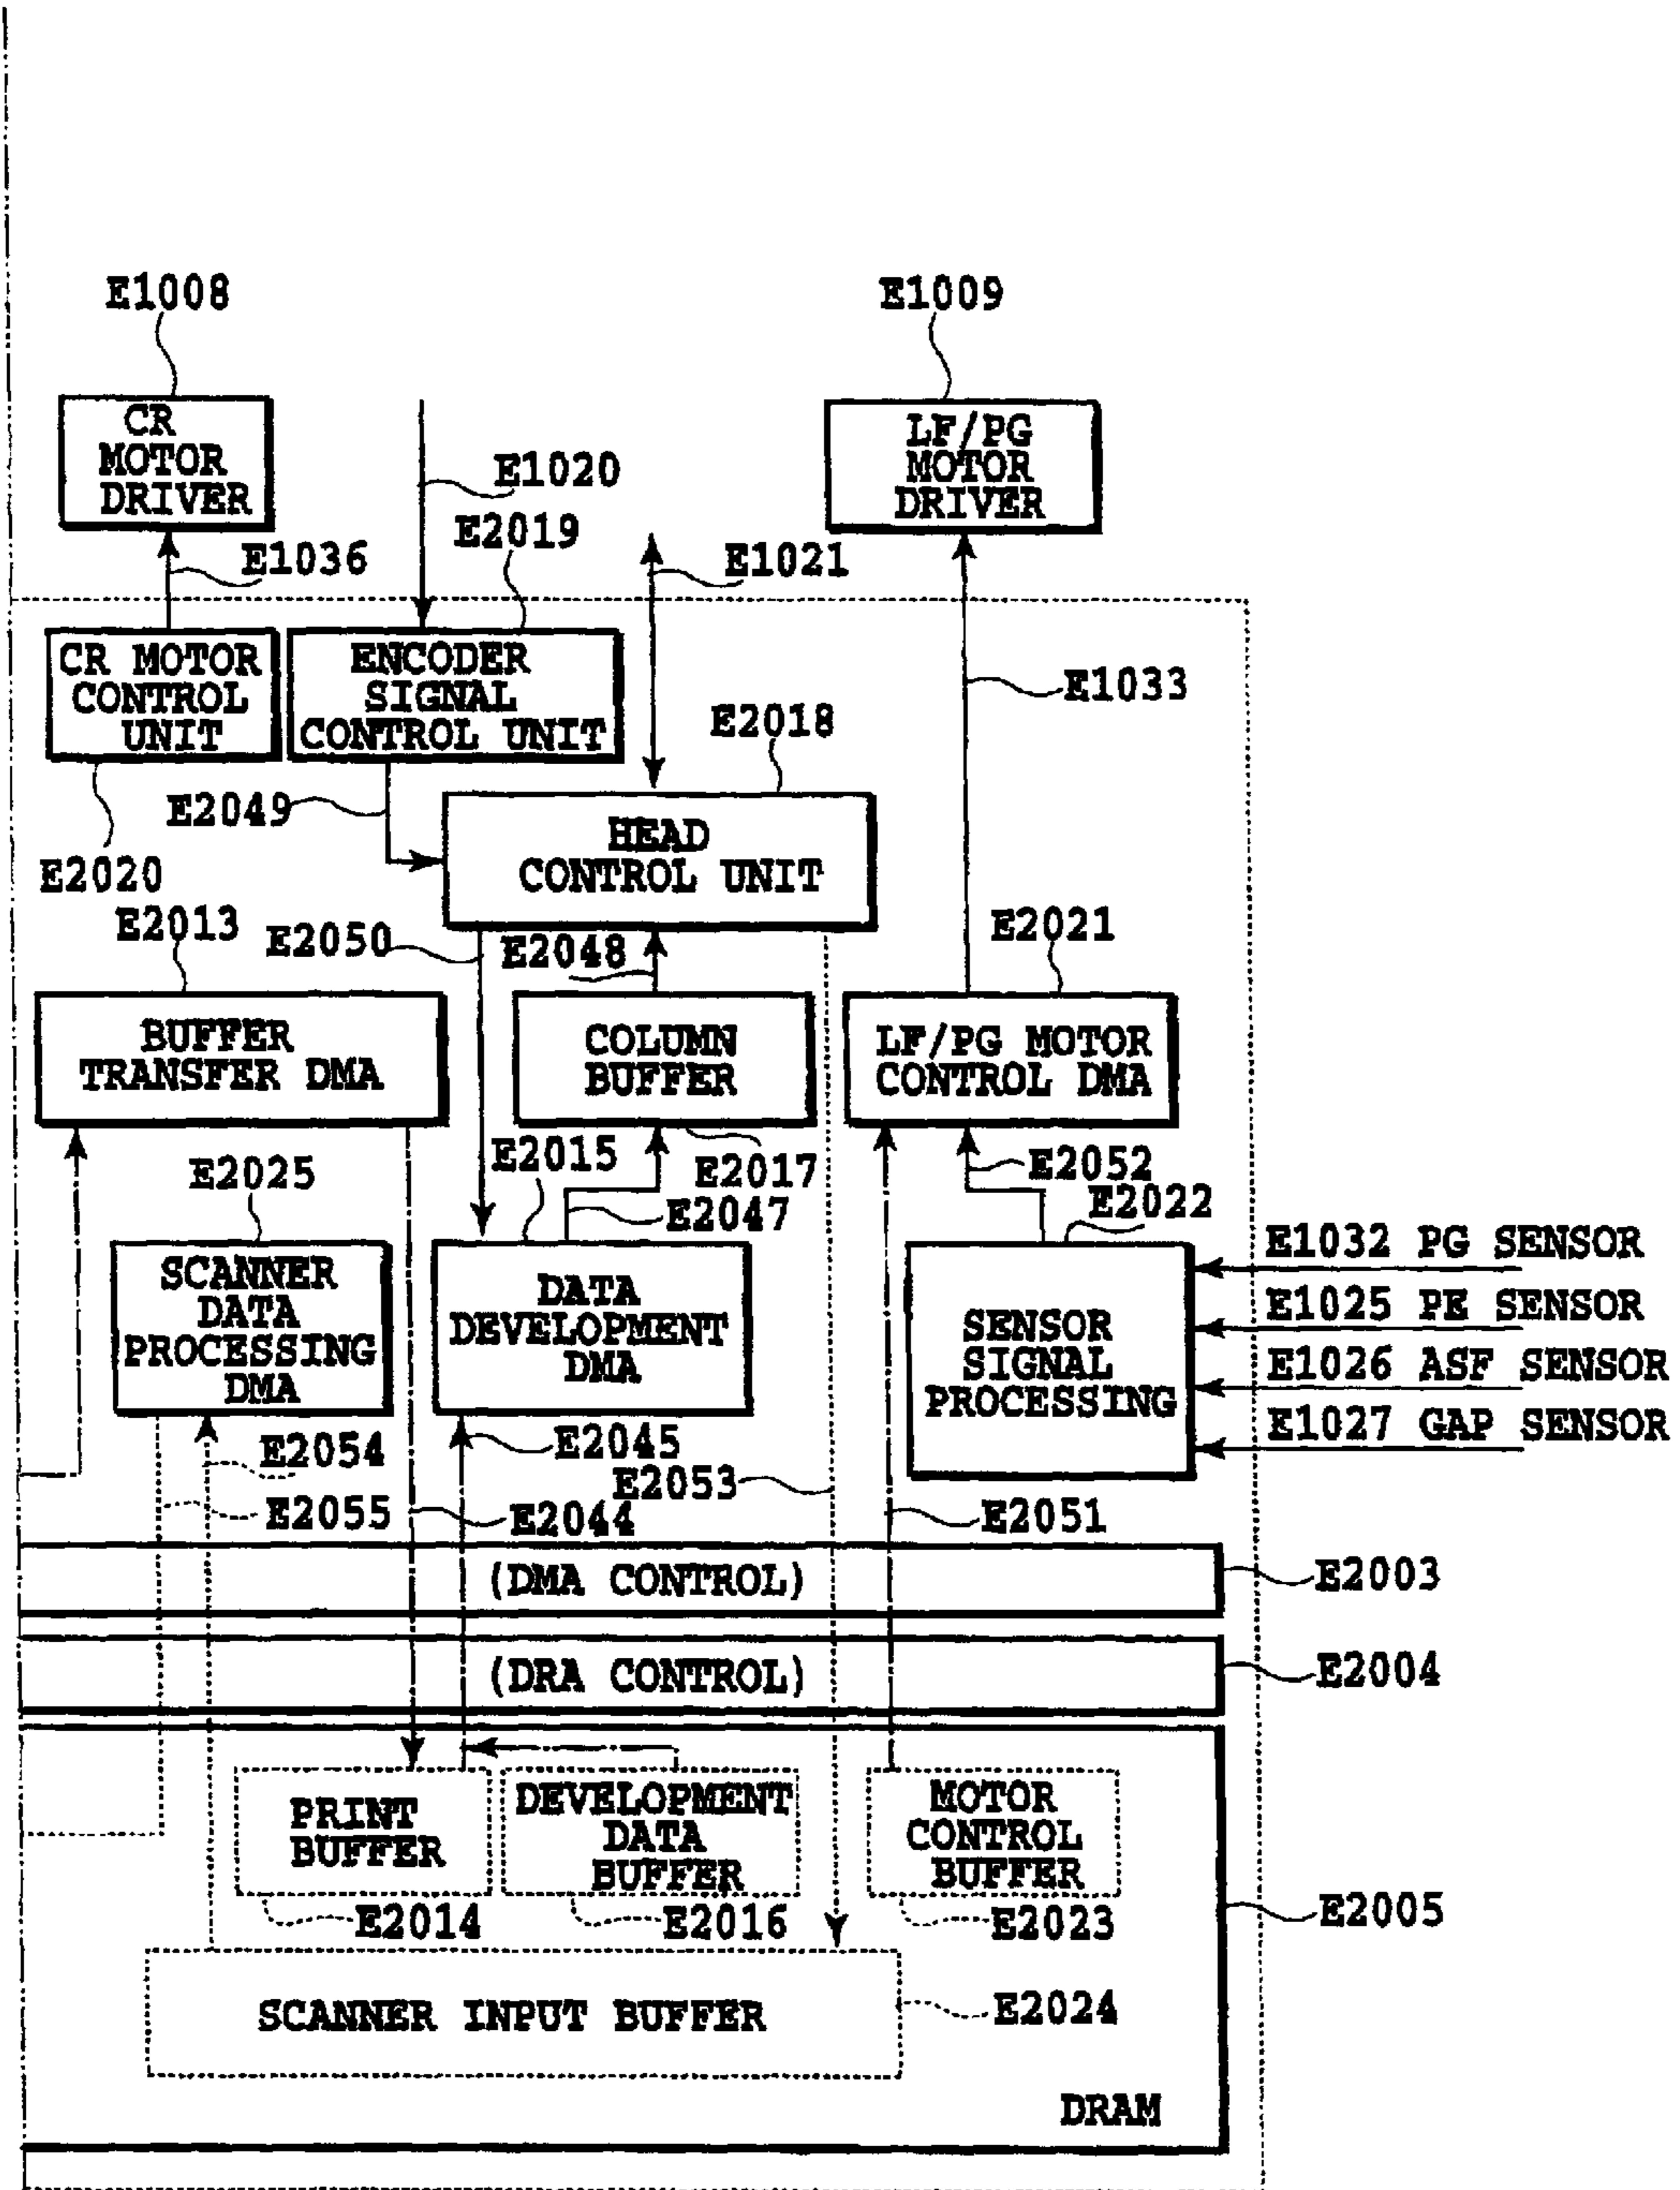 E1008
E1009
CR
MOTOR
DRIVER
LF/PG
MOTOR
DRIVER
E1020
E2019
E1036
E1021
CR MOTOR
CONTROL
UNIT
ENCODER
SIGNAL
CONTROL UNIT
E1033
E2018
E2049
HEAD
CONTROL UNIT
E2020
E2013
E2050
E2048
E2021
BUFFER
TRANSFER DMA
COLUMN
BUFFER
LF/PG MOTOR
CONTROL DMA
E2025
E2015
E2017
E2047
E2052
E2022
SCANNER
DATA
PROCESSING
DMA
DATA
DEVELOPMENT
DMA
SENSOR
SIGNAL
PROCESSING
E1032 PG SENSOR
E1025 PE SENSOR
E1026 ASF SENSOR
E1027 GAP SENSOR
E2054
E2045
E2053
E2055
E2044
E2051
(DMA CONTROL)
E2003
(DRA CONTROL)
E2004
PRINT
BUFFER
DEVELOPMENT
DATA
BUFFER
MOTOR
CONTROL
BUFFER
E2014
E2016
E2023
E2005
SCANNER INPUT BUFFER
E2024
DRAM